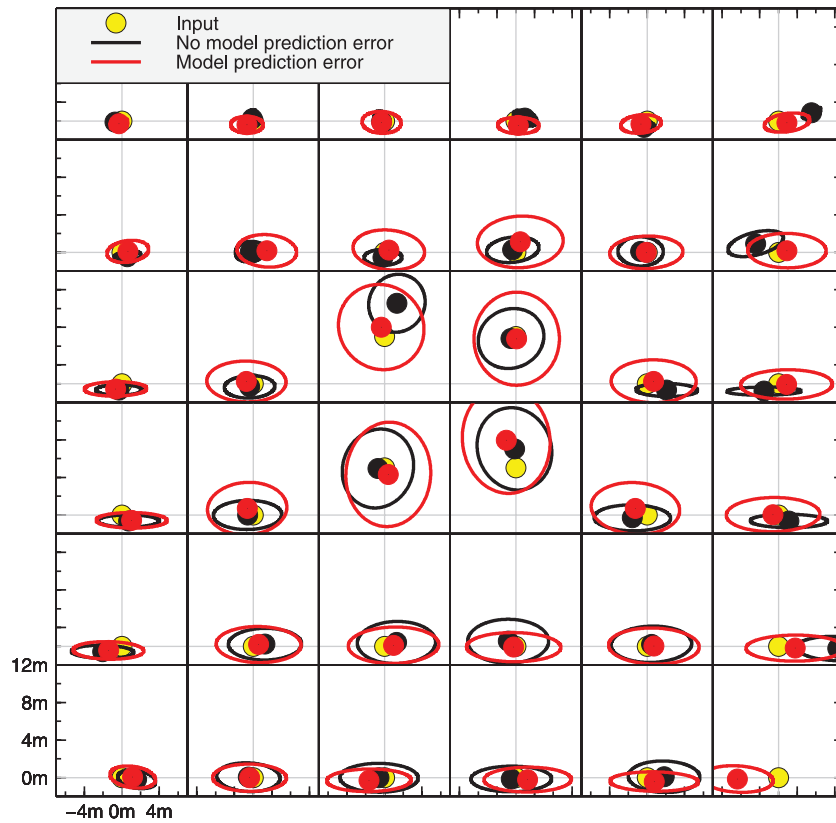 Input
No model prediction error
Model prediction error
12m
8m
4m
0m
−4m 0m 4m